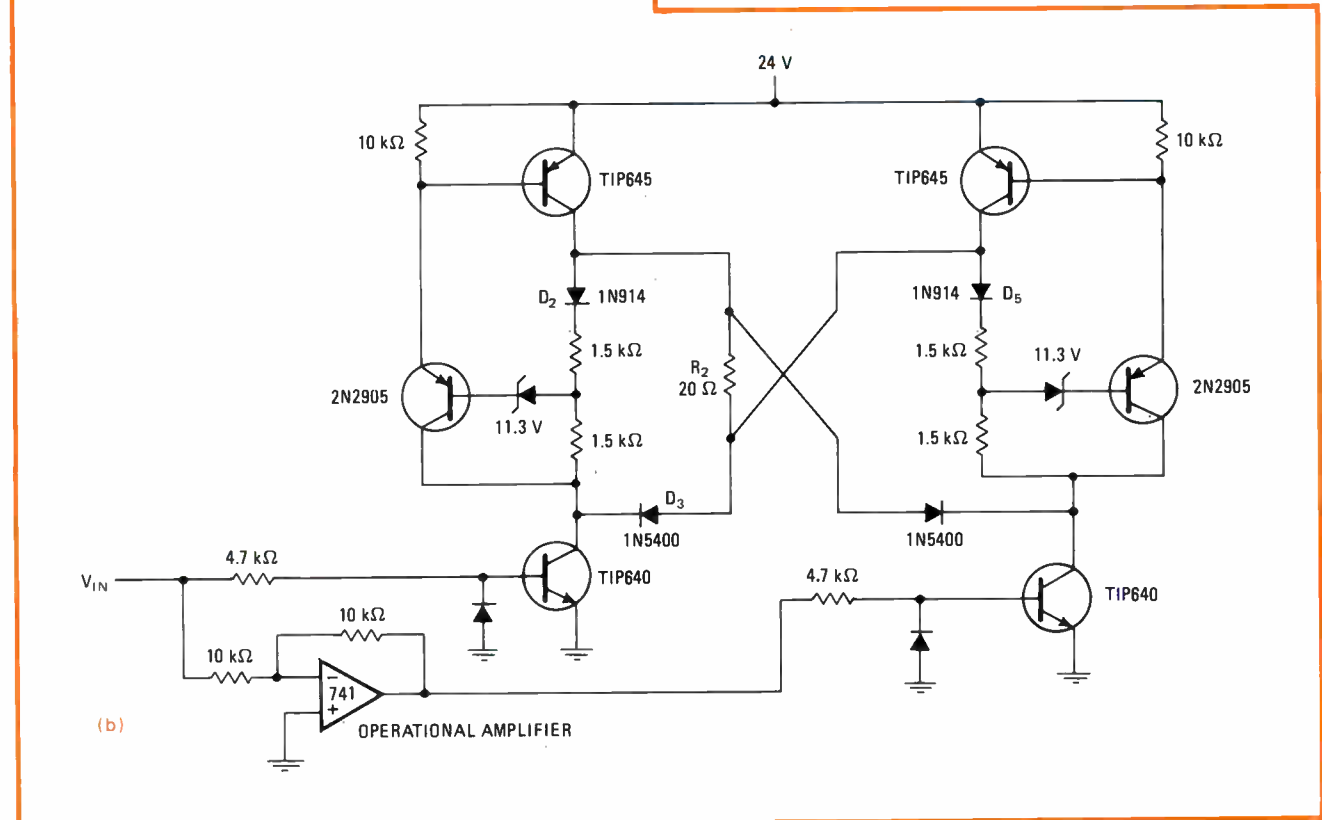 24 V
10 kΩ
TIP645
TIP645
10 kΩ
D2 1N914
1N914 D5
1.5 kΩ
R2
20 Ω
1.5 kΩ
11.3 V
2N2905
11.3 V
1.5 kΩ
1.5 kΩ
2N2905
D3
1N5400
1N5400
4.7 kΩ
VIN
TIP640
4.7 kΩ
TIP640
10 kΩ
10 kΩ
−
741
+
OPERATIONAL AMPLIFIER
(b)